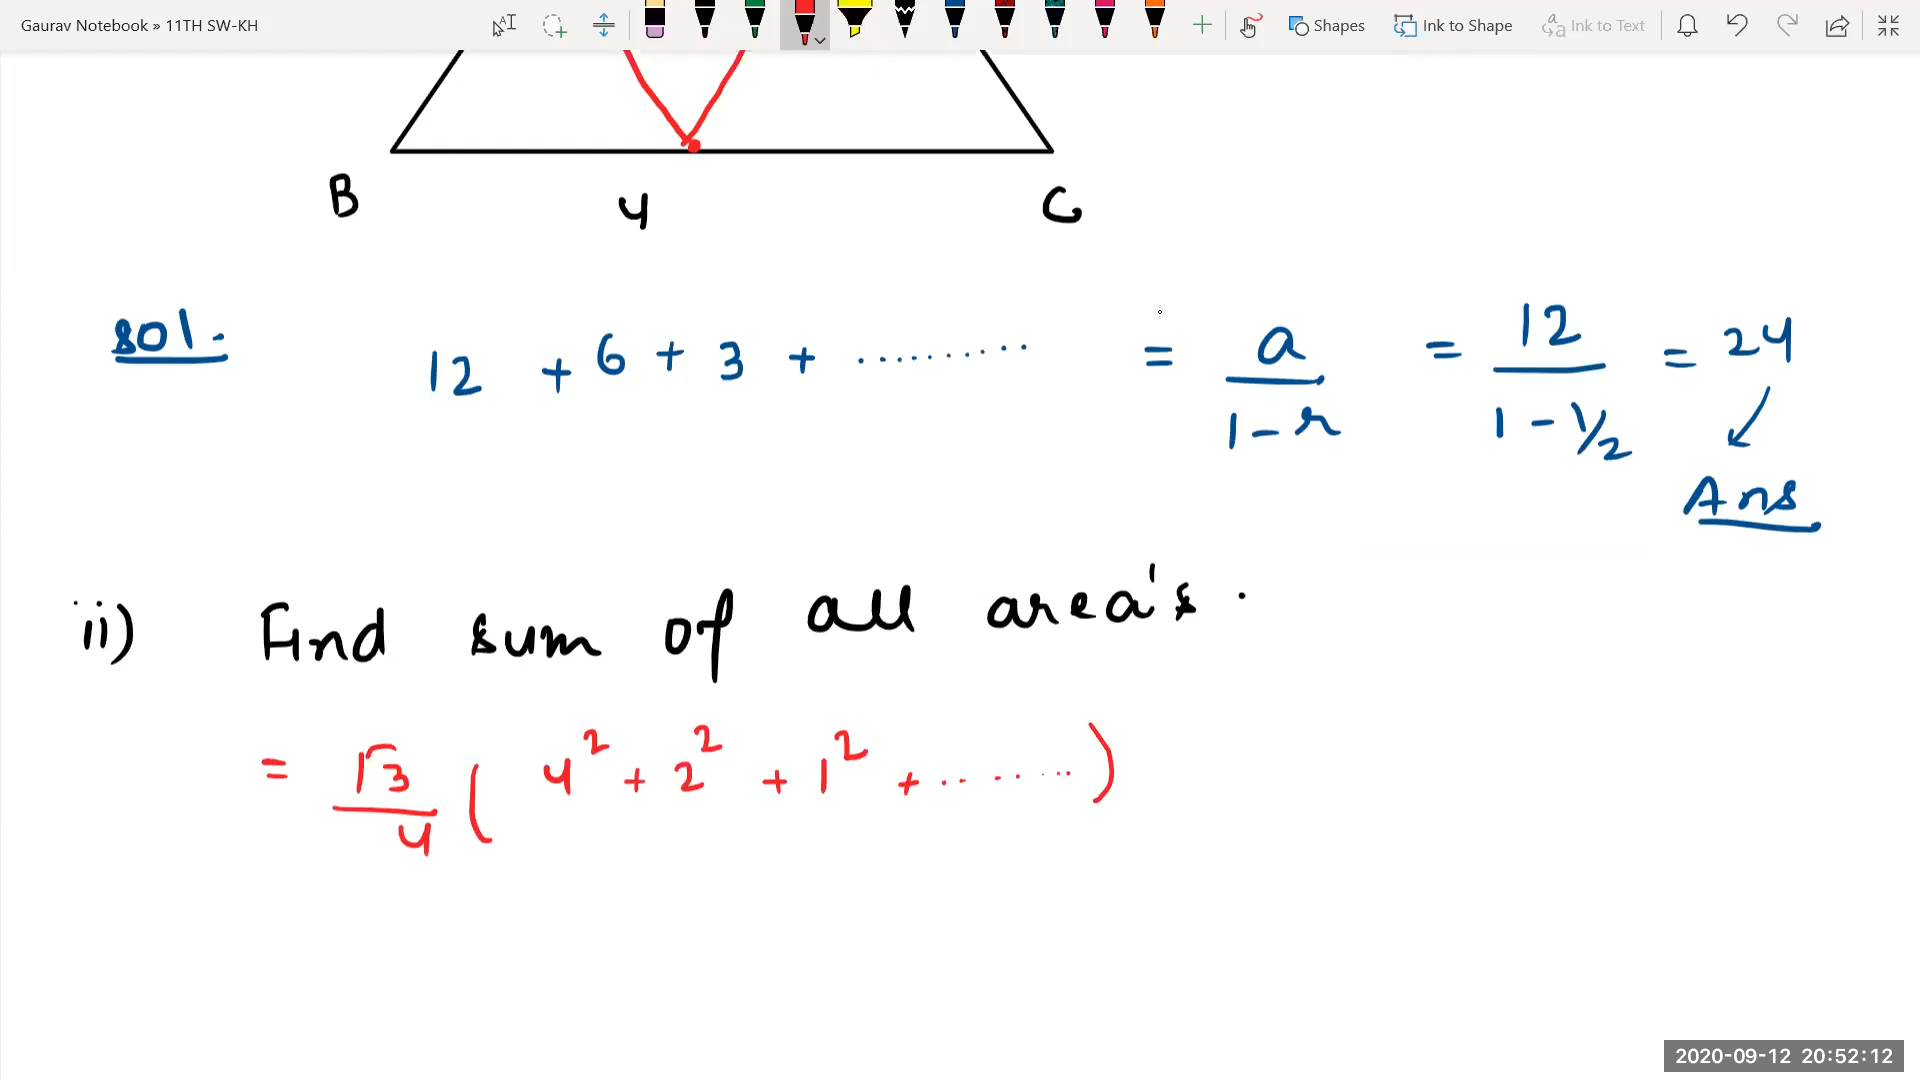 Gaurav Notebook » 11TH SW-KH
Shapes
Ink to Shape
Ink to Text
B 4 C
sol. 12 + 6 + 3 + .......... = a/(1-r) = 12/(1-1/2) = 24
Ans
ii) Find sum of all area's.
= √3/4 ( 4² + 2² + 1² + ....... )
2020-09-12 20:52:12